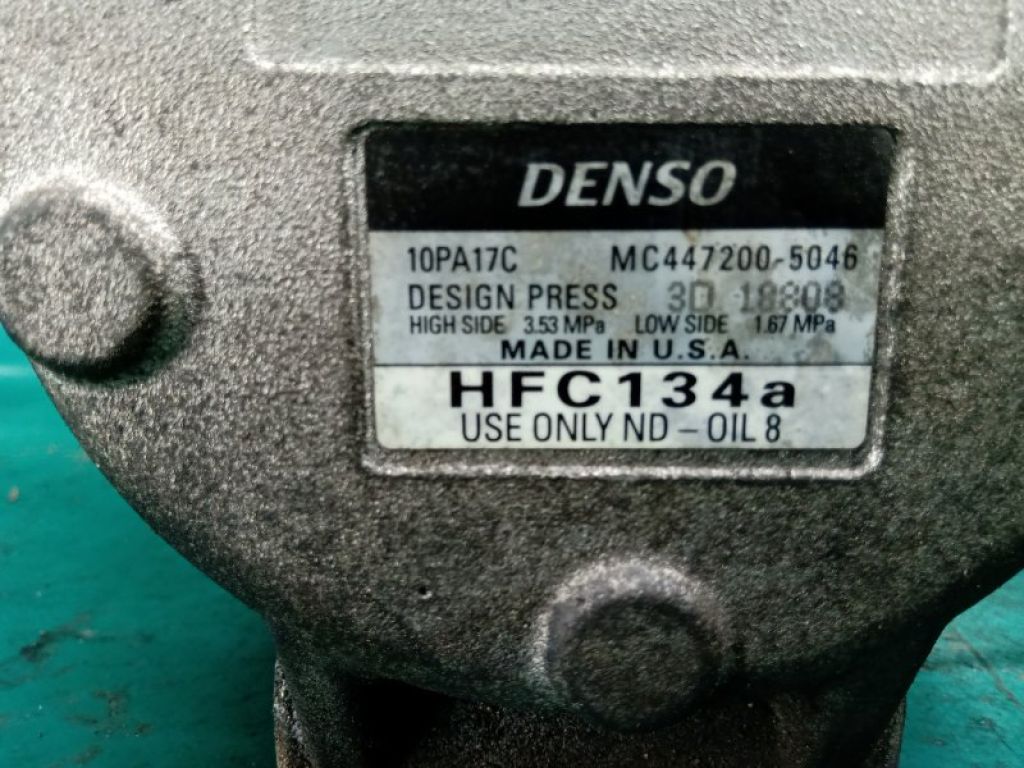 DENSO
10PA17C MC447200-5046
DESIGN PRESS 3D 18808
HIGH SIDE 3.53 MPa LOW SIDE 1.67 MPa
MADE IN U.S.A.
HFC134a
USE ONLY ND-OIL 8